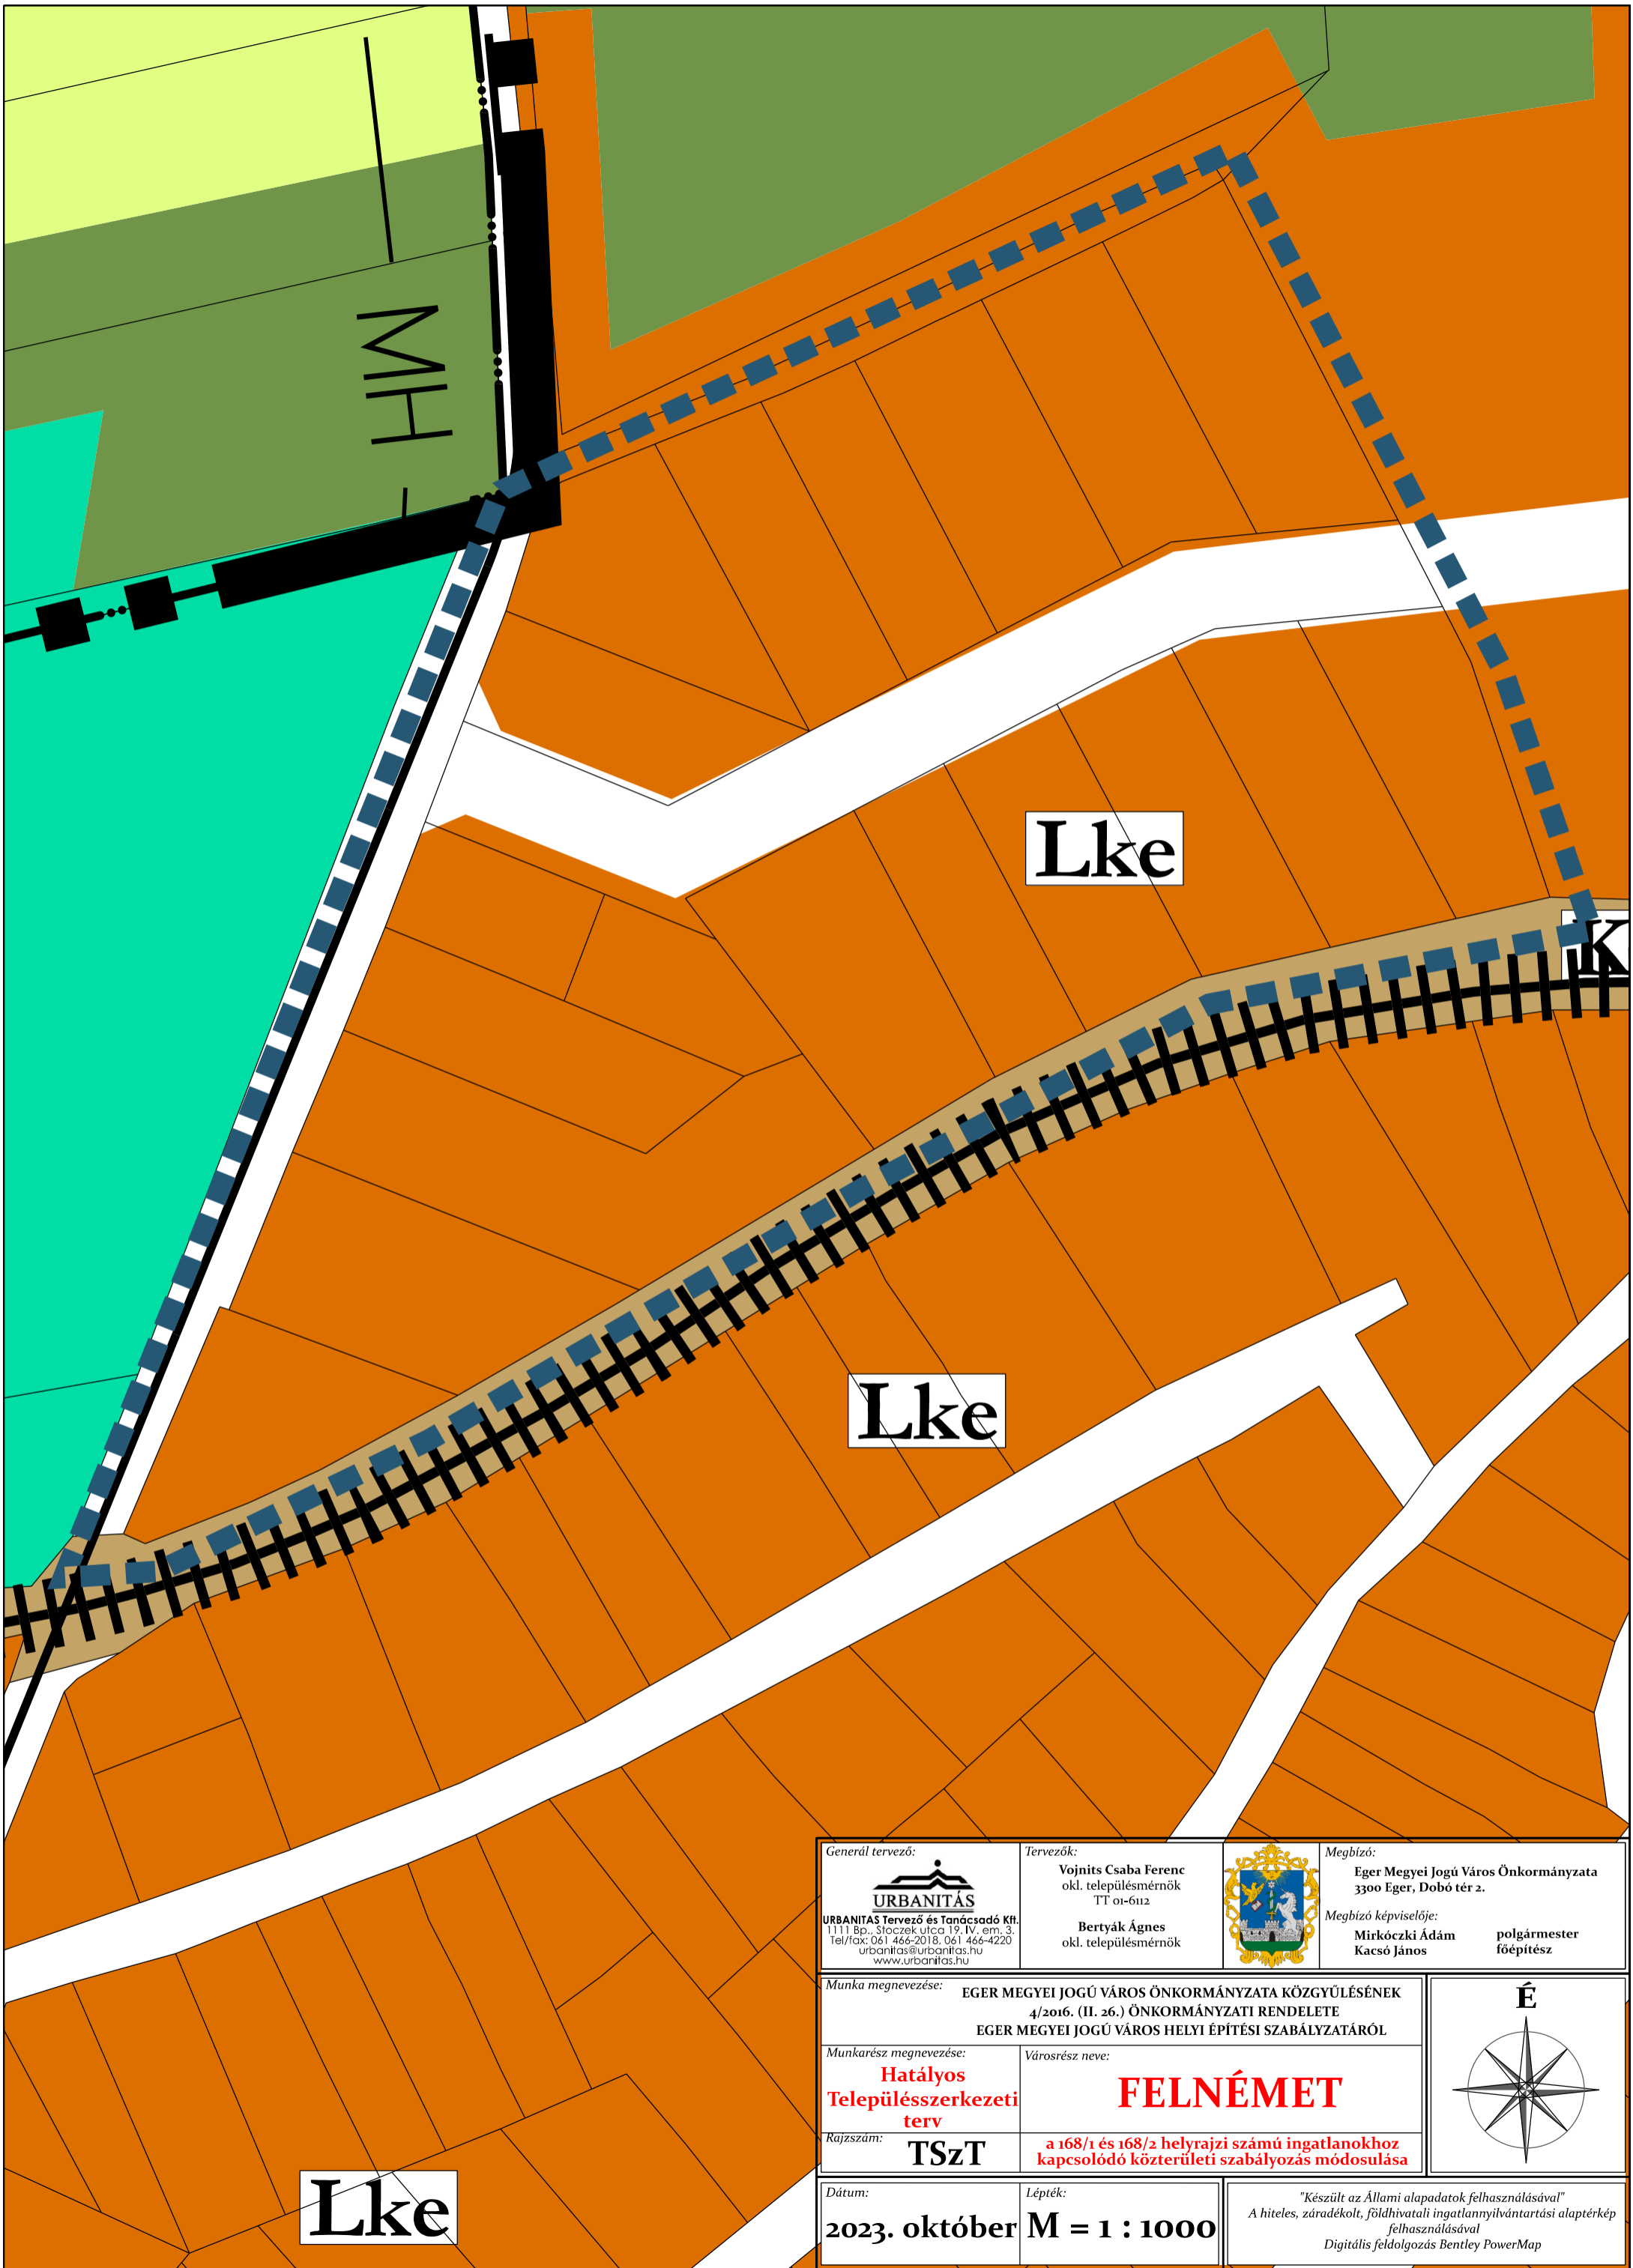 MH
Lke
K
Lke
Lke
Generál tervező:
URBANITÁS
URBANITAS Tervező és Tanácsadó Kft.
1111 Bp., Stoczek utca 19. IV. em. 3.
Tel/fax: 061 466-2018, 061 466-4220
urbanitas@urbanitas.hu
www.urbanitas.hu
Tervezők:
Vojnits Csaba Ferenc
okl. településmérnök
TT 01-6112
Bertyák Ágnes
okl. településmérnök
Megbízó:
Eger Megyei Jogú Város Önkormányzata
3300 Eger, Dobó tér 2.
Megbízó képviselője:
Mirkóczki Ádám polgármester
Kacsó János főépítész
Munka megnevezése:
EGER MEGYEI JOGÚ VÁROS ÖNKORMÁNYZATA KÖZGYŰLÉSÉNEK
4/2016. (II. 26.) ÖNKORMÁNYZATI RENDELETE
EGER MEGYEI JOGÚ VÁROS HELYI ÉPÍTÉSI SZABÁLYZATÁRÓL
É
Munkarész megnevezése:
Hatályos
Településszerkezeti
terv
Városrész neve:
FELNÉMET
Rajzszám:
TSzT
a 168/1 és 168/2 helyrajzi számú ingatlanokhoz
kapcsolódó közterületi szabályozás módosulása
Dátum:
2023. október
Lépték:
M = 1 : 1000
"Készült az Állami alapadatok felhasználásával"
A hiteles, záradékolt, földhivatali ingatlannyilvántartási alaptérkép
felhasználásával
Digitális feldolgozás Bentley PowerMap